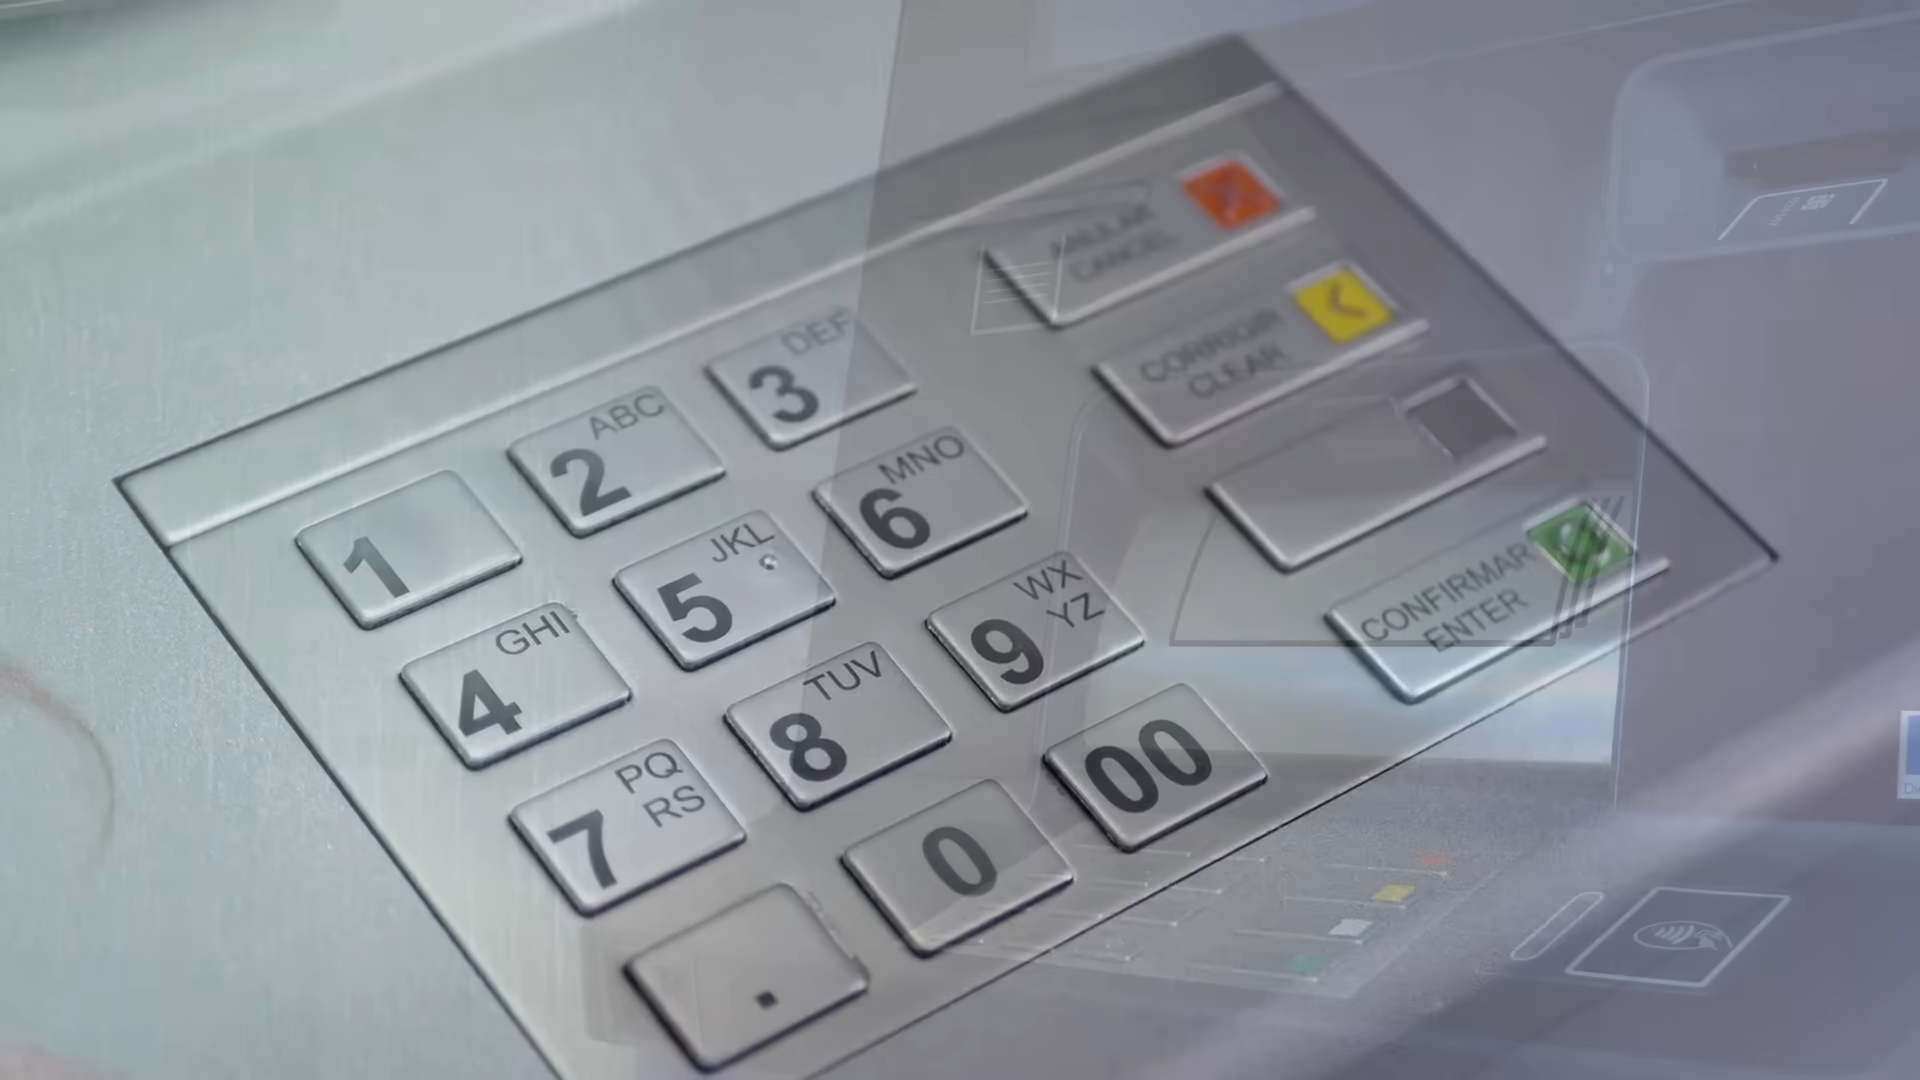 1
2 ABC
3 DEF
ANULAR
CANCEL
4 GHI
5 JKL
6 MNO
CORRIGIR
CLEAR
7 PQ
RS
8 TUV
9 WX
YZ
.
0
00
CONFIRMAR
ENTER